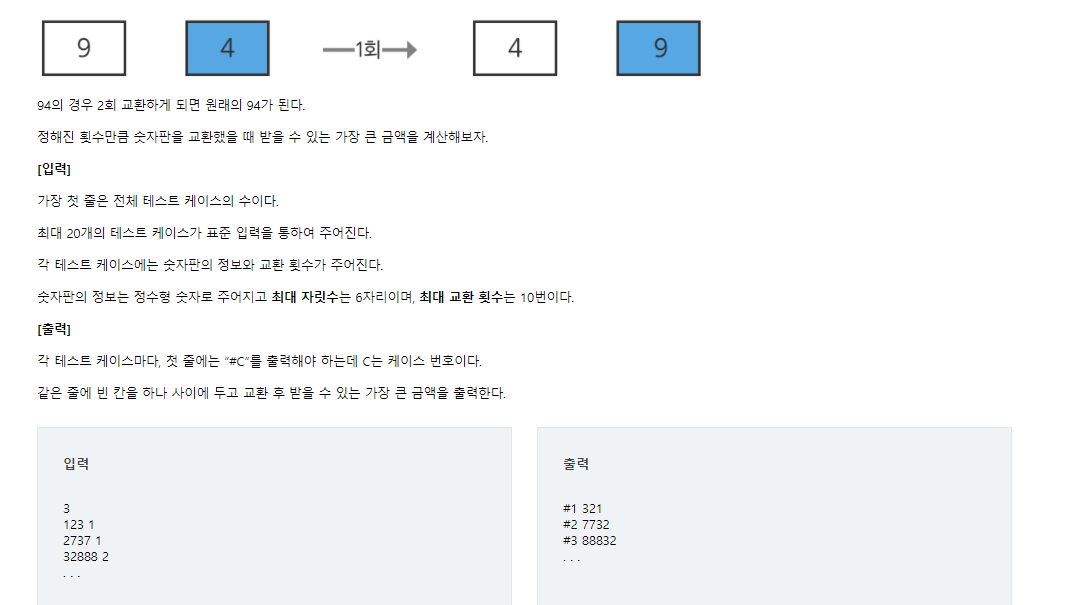 9 4 1회 4 9
94의 경우 2회 교환하게 되면 원래의 94가 된다.
정해진 횟수만큼 숫자판을 교환했을 때 받을 수 있는 가장 큰 금액을 계산해보자.
[입력]
가장 첫 줄은 전체 테스트 케이스의 수이다.
최대 20개의 테스트 케이스가 표준 입력을 통하여 주어진다.
각 테스트 케이스에는 숫자판의 정보와 교환 횟수가 주어진다.
숫자판의 정보는 정수형 숫자로 주어지고 최대 자릿수는 6자리이며, 최대 교환 횟수는 10번이다.
[출력]
각 테스트 케이스마다, 첫 줄에는 “#C”를 출력해야 하는데 C는 케이스 번호이다.
같은 줄에 빈 칸을 하나 사이에 두고 교환 후 받을 수 있는 가장 큰 금액을 출력한다.
입력
3
123 1
2737 1
32888 2
. . .
출력
#1 321
#2 7732
#3 88832
. . .